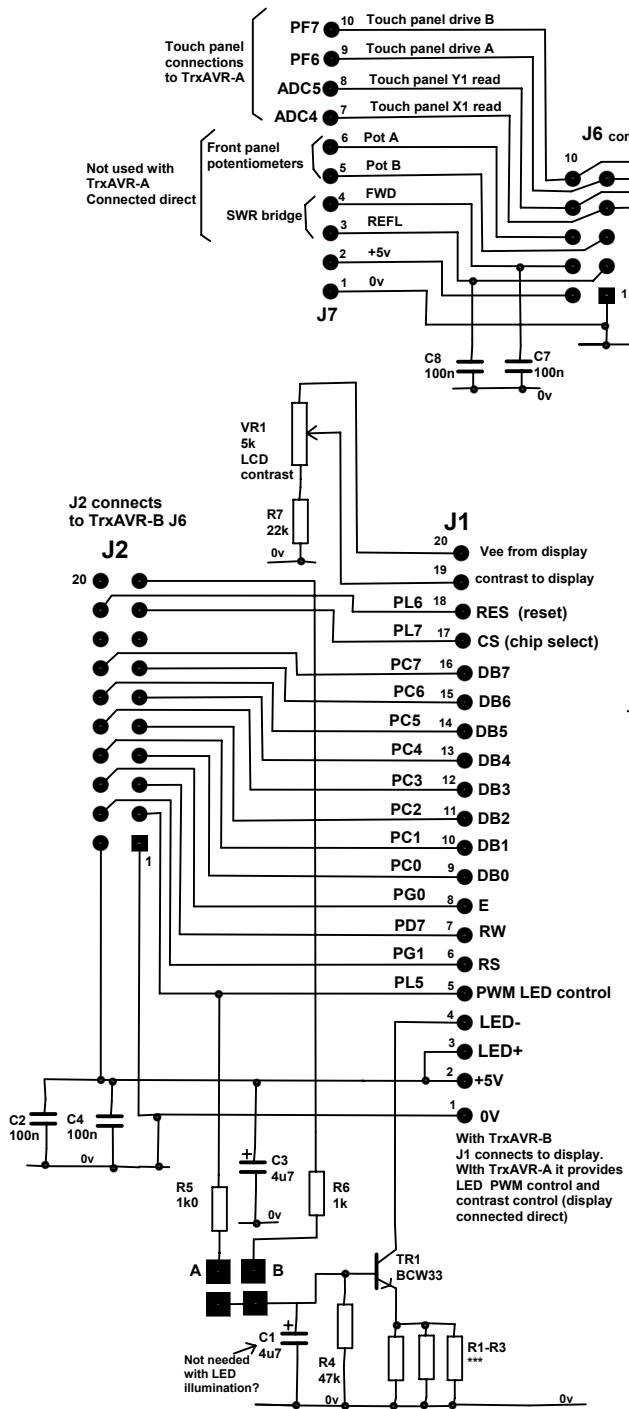 PF7 10 Touch panel drive B
Touch panel
connections
to TrxAVR-A
PF6 9 Touch panel drive A
ADC5 8 Touch panel Y1 read
ADC4 7 Touch panel X1 read
J6 con
10
6 Pot A
Front panel
potentiometers
5 Pot B
Not used with
TrxAVR-A
Connected direct
4 FWD
SWR bridge
3 REFL
2 +5v
1 0v
1
J7
C8
100n
C7
100n
0v
VR1
5k
LCD
contrast
R7
22k
0v
J2 connects
to TrxAVR-B J6
J2
J1
20
20 Vee from display
19 contrast to display
PL6 18 RES (reset)
PL7 17 CS (chip select)
PC7 16 DB7
PC6 15 DB6
PC5 14 DB5
PC4 13 DB4
PC3 12 DB3
PC2 11 DB2
PC1 10 DB1
1
PC0 9 DB0
PG0 8 E
PD7 7 RW
PG1 6 RS
PL5 5 PWM LED control
4 LED-
3 LED+
2 +5V
1 0V
C2
100n
C4
100n
0v
With TrxAVR-B
J1 connects to display.
WIth TrxAVR-A it provides
LED PWM control and
contrast control (display
connected direct)
+
C3
4u7
0v
R5
1k0
R6
1k
A B
TR1
BCW33
+
C1
4u7
Not needed
with LED
illumination?
R4
47k
R1-R3
***
0v
0v